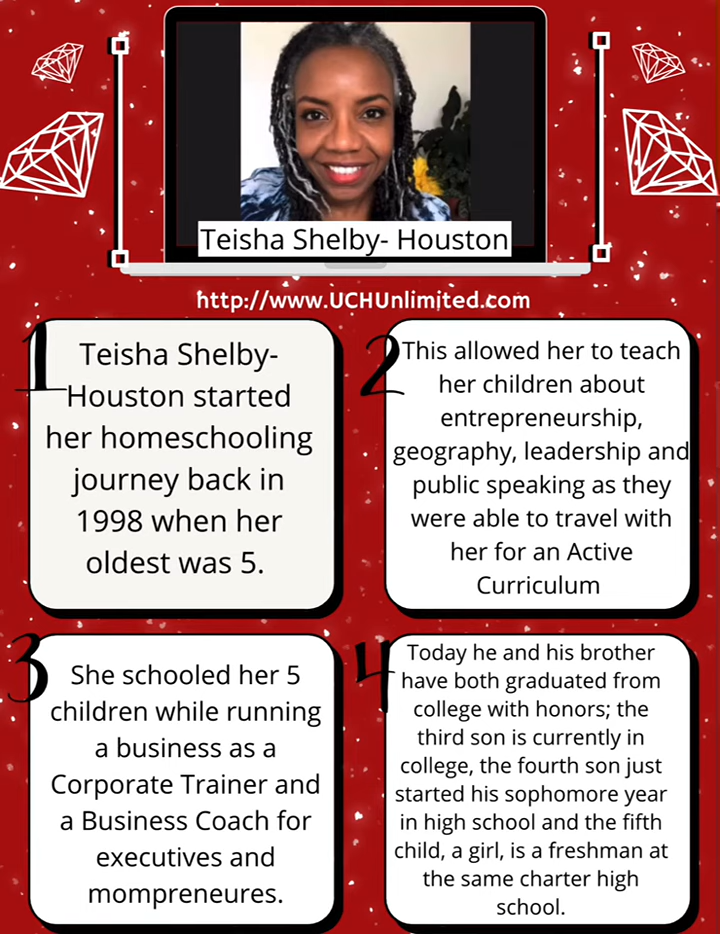 Teisha Shelby- Houston
http://www.UCHUnlimited.com
1
Teisha Shelby-
Houston started
her homeschooling
journey back in
1998 when her
oldest was 5.
2
This allowed her to teach
her children about
entrepreneurship,
geography, leadership and
public speaking as they
were able to travel with
her for an Active
Curriculum
3
She schooled her 5
children while running
a business as a
Corporate Trainer and
a Business Coach for
executives and
mompreneures.
4
Today he and his brother
have both graduated from
college with honors; the
third son is currently in
college, the fourth son just
started his sophomore year
in high school and the fifth
child, a girl, is a freshman at
the same charter high
school.